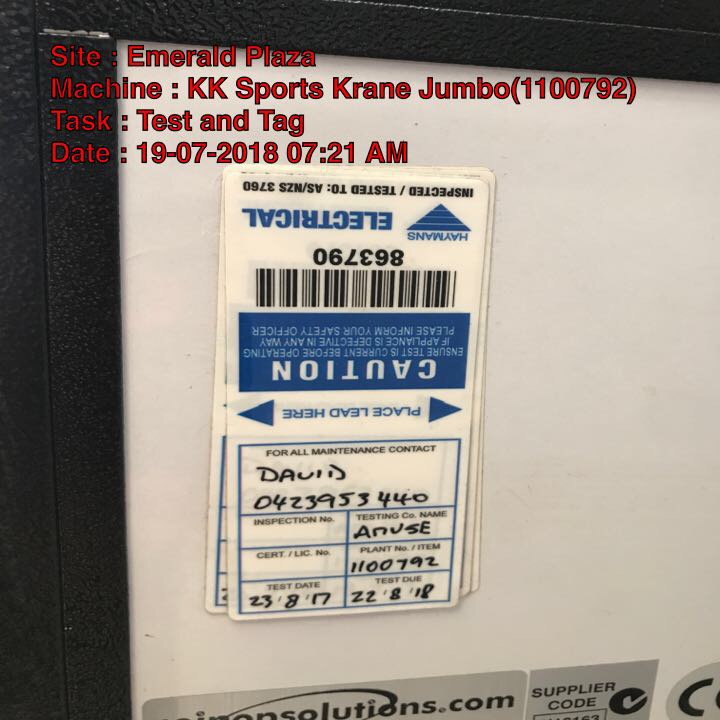 Site : Emerald Plaza
Machine : KK Sports Krane Jumbo(1100792)
Task : Test and Tag
Date : 19-07-2018 07:21 AM
INSPECTED / TESTED TO: AS/NZS 3760
HAYMANS ELECTRICAL
863790
CAUTION
ENSURE TEST IS CURRENT BEFORE OPERATING
IF APPLIANCE IS DEFECTIVE IN ANY WAY
PLEASE INFORM YOUR SAFETY OFFICER
PLACE LEAD HERE
FOR ALL MAINTENANCE CONTACT
DAVID
0423953440
INSPECTION No. TESTING Co. NAME
AMUSE
CERT. / LIC. No. PLANT No. / ITEM
1100792
TEST DATE TEST DUE
23/8/17 22/8/18
SUPPLIER
CODE